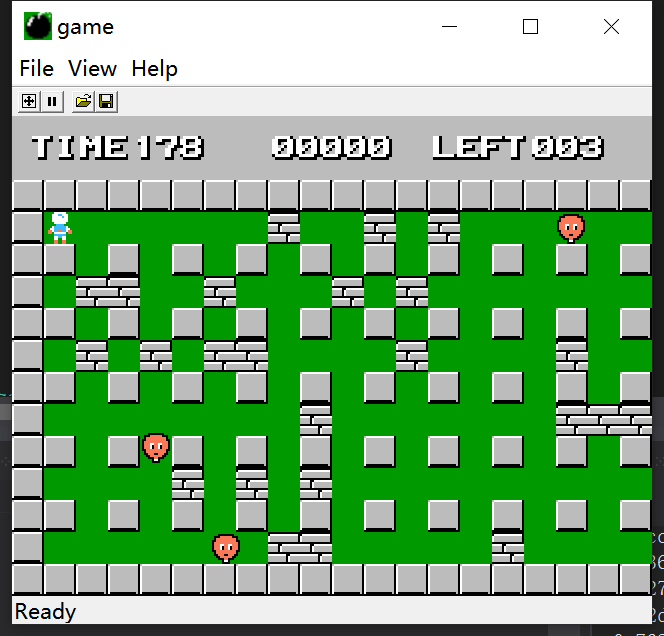 game
File View Help
TIME 178 00000 LEFT 003
Ready